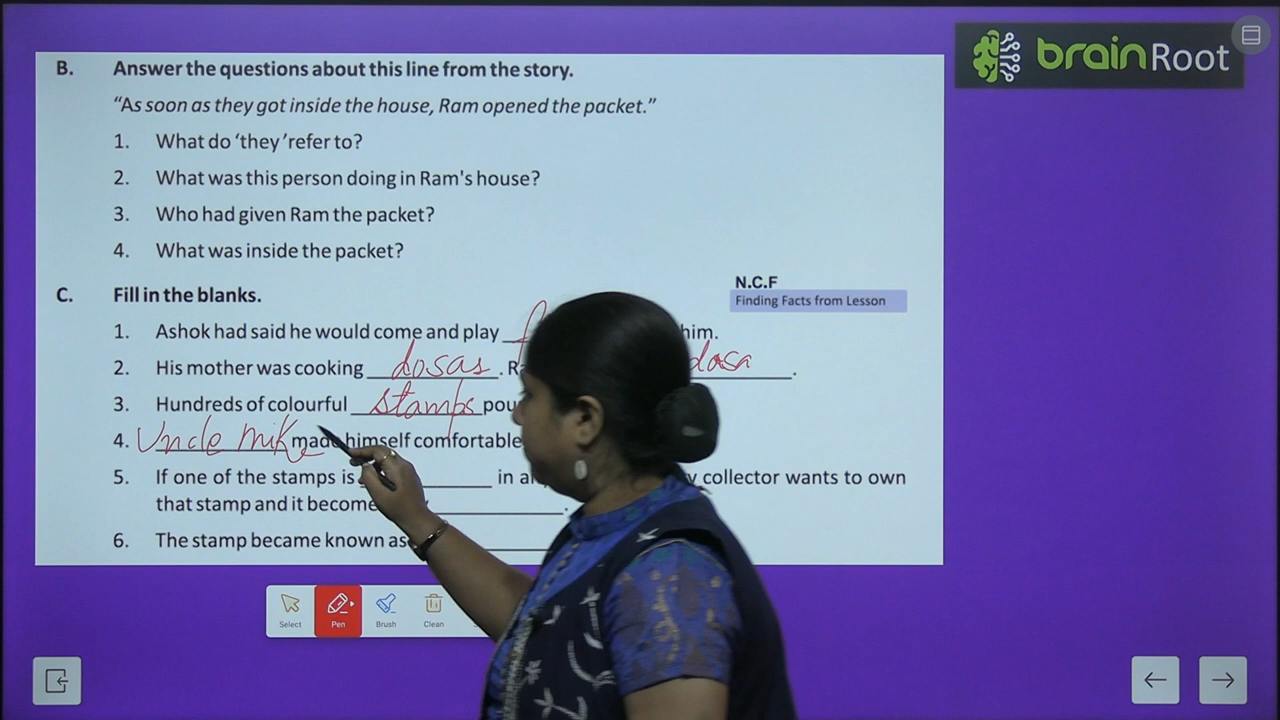 brainRoot
B. Answer the questions about this line from the story.
“As soon as they got inside the house, Ram opened the packet.”
1. What do ‘they’ refer to?
2. What was this person doing in Ram's house?
3. Who had given Ram the packet?
4. What was inside the packet?
C. Fill in the blanks.
N.C.F
Finding Facts from Lesson
1. Ashok had said he would come and play him.
2. His mother was cooking dosas. dosa.
3. Hundreds of colourful stamps
4. Uncle Mike made himself comfortable
5. If one of the stamps is in collector wants to own
that stamp and it
6. The stamp became known as
Select
Pen
Brush
Clean